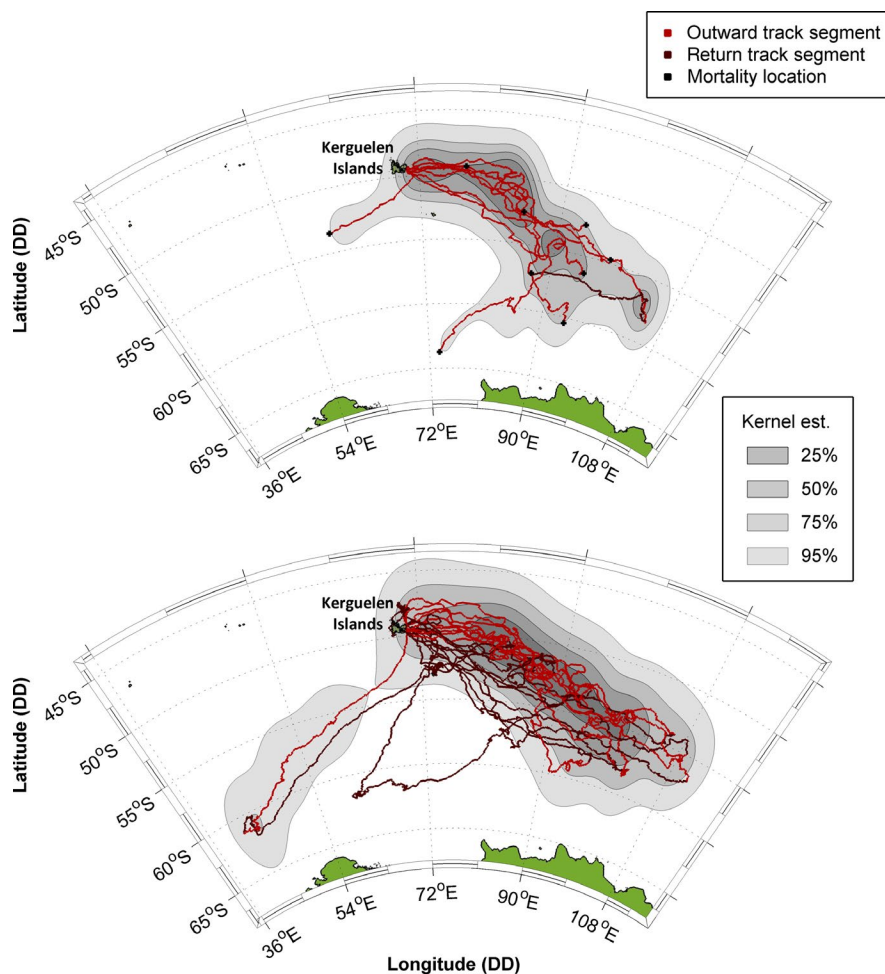 Outward track segment
Return track segment
Mortality location
Kerguelen
Islands
Latitude (DD)
45°S
50°S
55°S
60°S
65°S
36°E
54°E
72°E
90°E
108°E
Kernel est.
25%
50%
75%
95%
Kerguelen
Islands
Latitude (DD)
45°S
50°S
55°S
60°S
65°S
36°E
54°E
72°E
90°E
108°E
Longitude (DD)